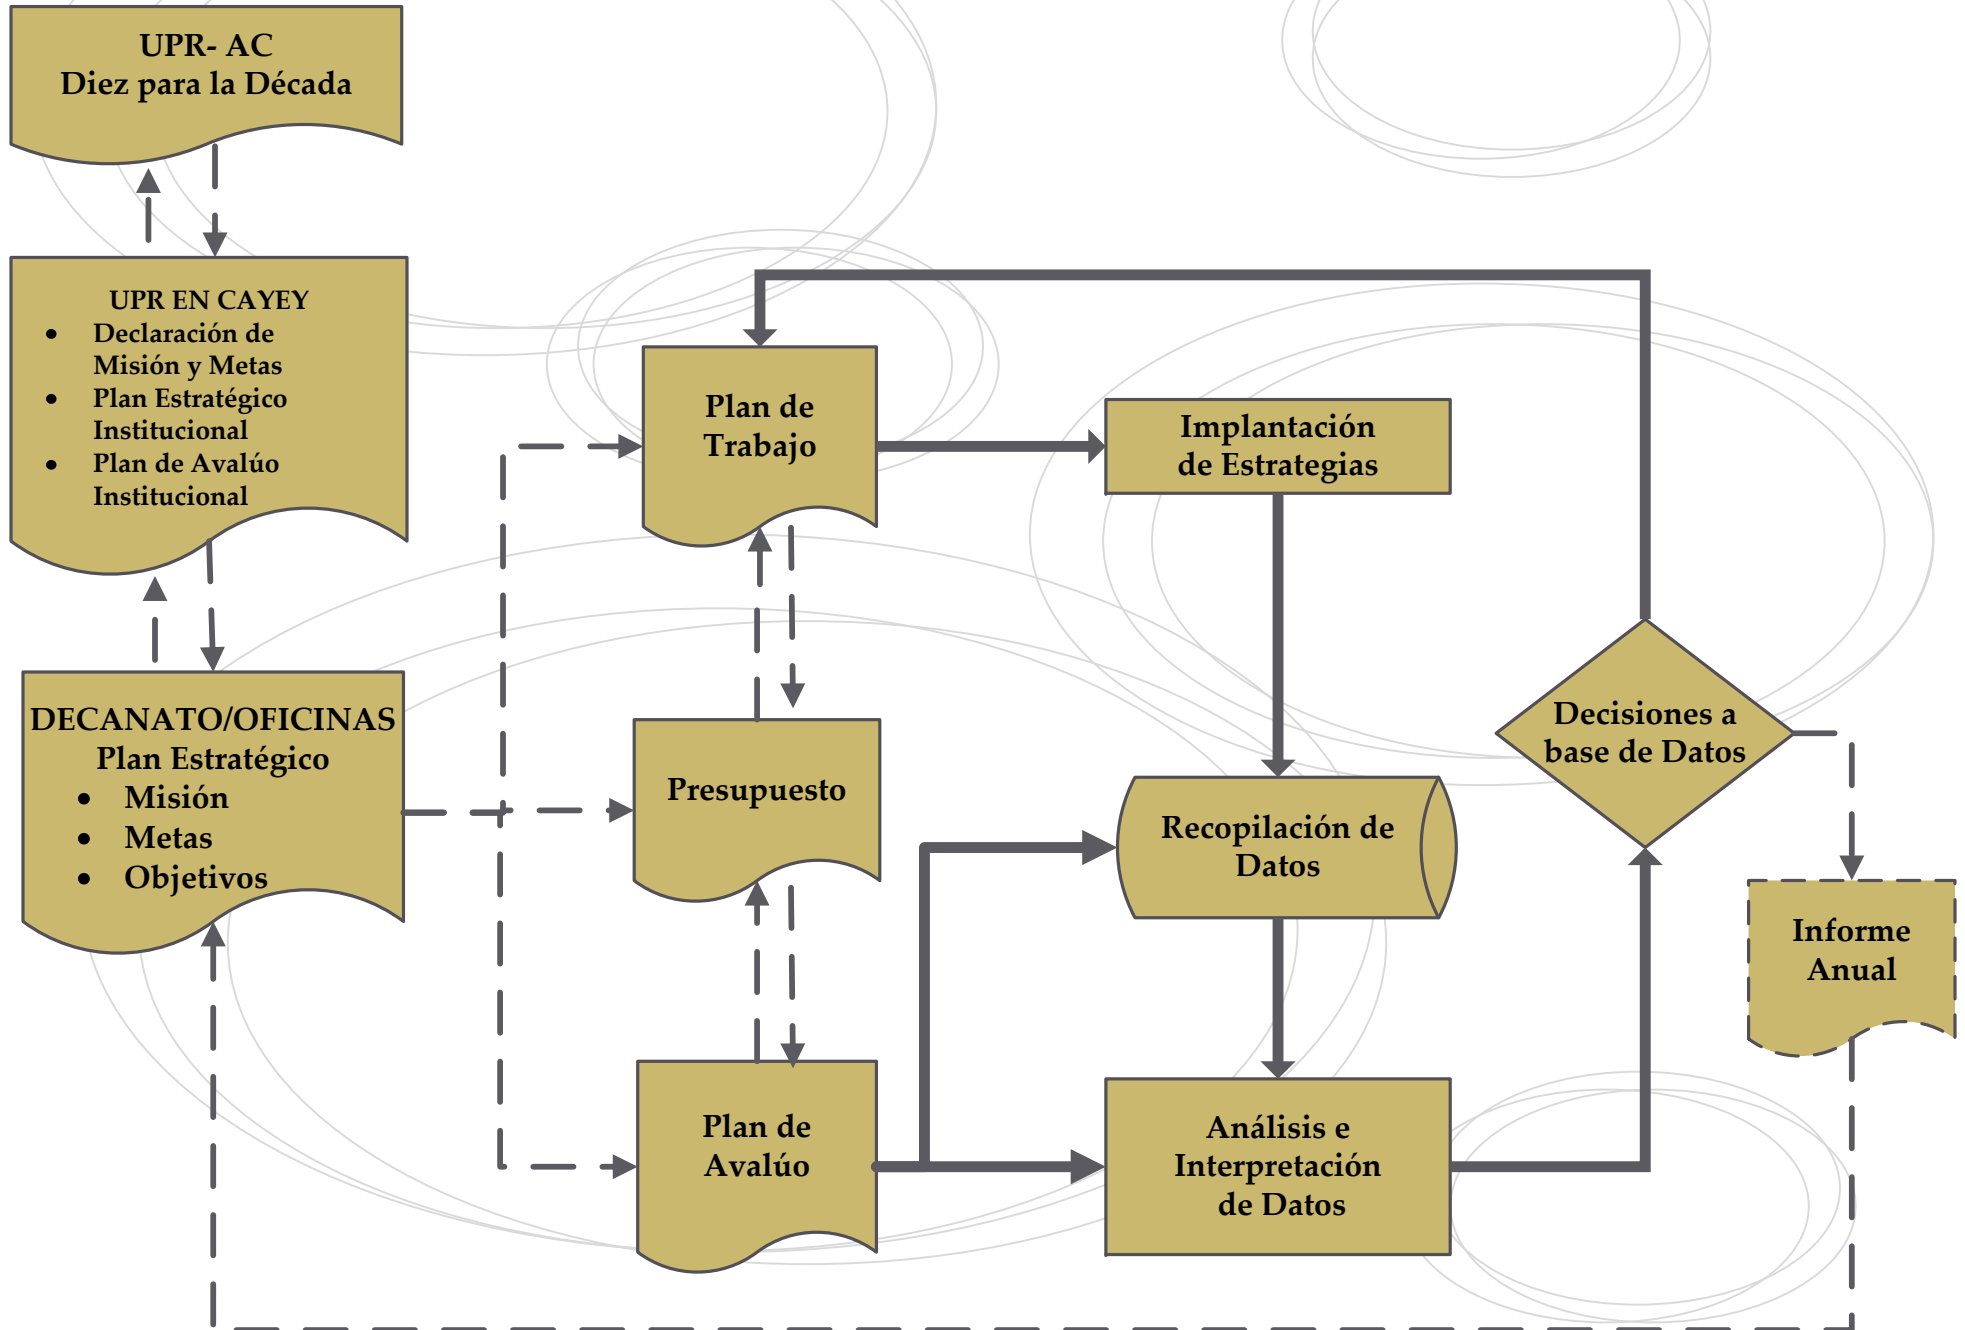 UPR- AC
Diez para la Década
UPR EN CAYEY
• Declaración de
Misión y Metas
• Plan Estratégico
Institucional
• Plan de Avalúo
Institucional
DECANATO/OFICINAS
Plan Estratégico
• Misión
• Metas
• Objetivos
Plan de
Trabajo
Presupuesto
Plan de
Avalúo
Implantación
de Estrategias
Recopilación de
Datos
Análisis e
Interpretación
de Datos
Decisiones a
base de Datos
Informe
Anual